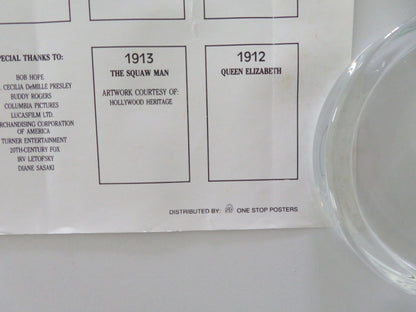 SPECIAL THANKS TO:
BOB HOPE
CECILIA DeMILLE PRESLEY
BUDDY ROGERS
COLUMBIA PICTURES
LUCASFILM LTD.
MERCHANDISING CORPORATION
OF AMERICA
TURNER ENTERTAINMENT
20TH-CENTURY FOX
IRV LETOFSKY
DIANE SASAKI
1913
THE SQUAW MAN
ARTWORK COURTESY OF:
HOLLYWOOD HERITAGE
1912
QUEEN ELIZABETH
DISTRIBUTED BY: ONE STOP POSTERS